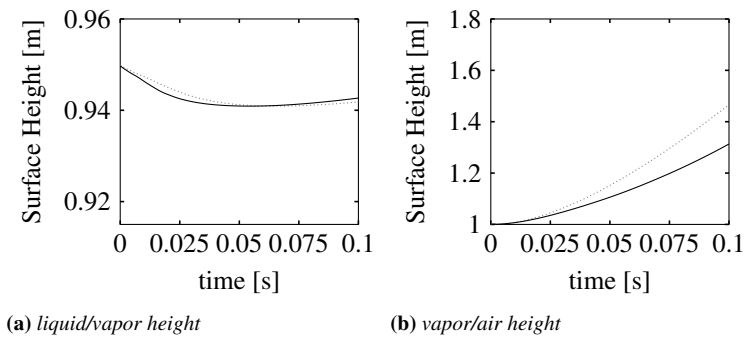 Surface Height [m]
0.96
0.94
0.92
0 0.025 0.05 0.075 0.1
time [s]
Surface Height [m]
1.8
1.6
1.4
1.2
1
0 0.025 0.05 0.075 0.1
time [s]
(a) liquid/vapor height
(b) vapor/air height